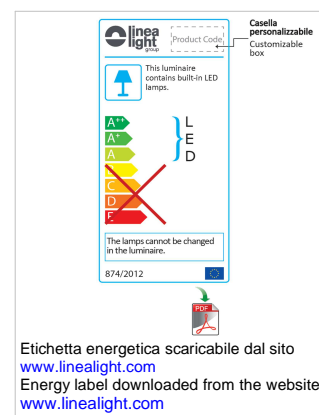 linea
light
group
Product Code
Casella
personalizzabile
Customizable
box
This luminaire
contains built-in LED
lamps.
A++
A+
A
B
C
D
E
L
E
D
The lamps cannot be changed
in the luminaire.
874/2012
PDF
Etichetta energetica scaricabile dal sito
www.linealight.com
Energy label downloaded from the website
www.linealight.com